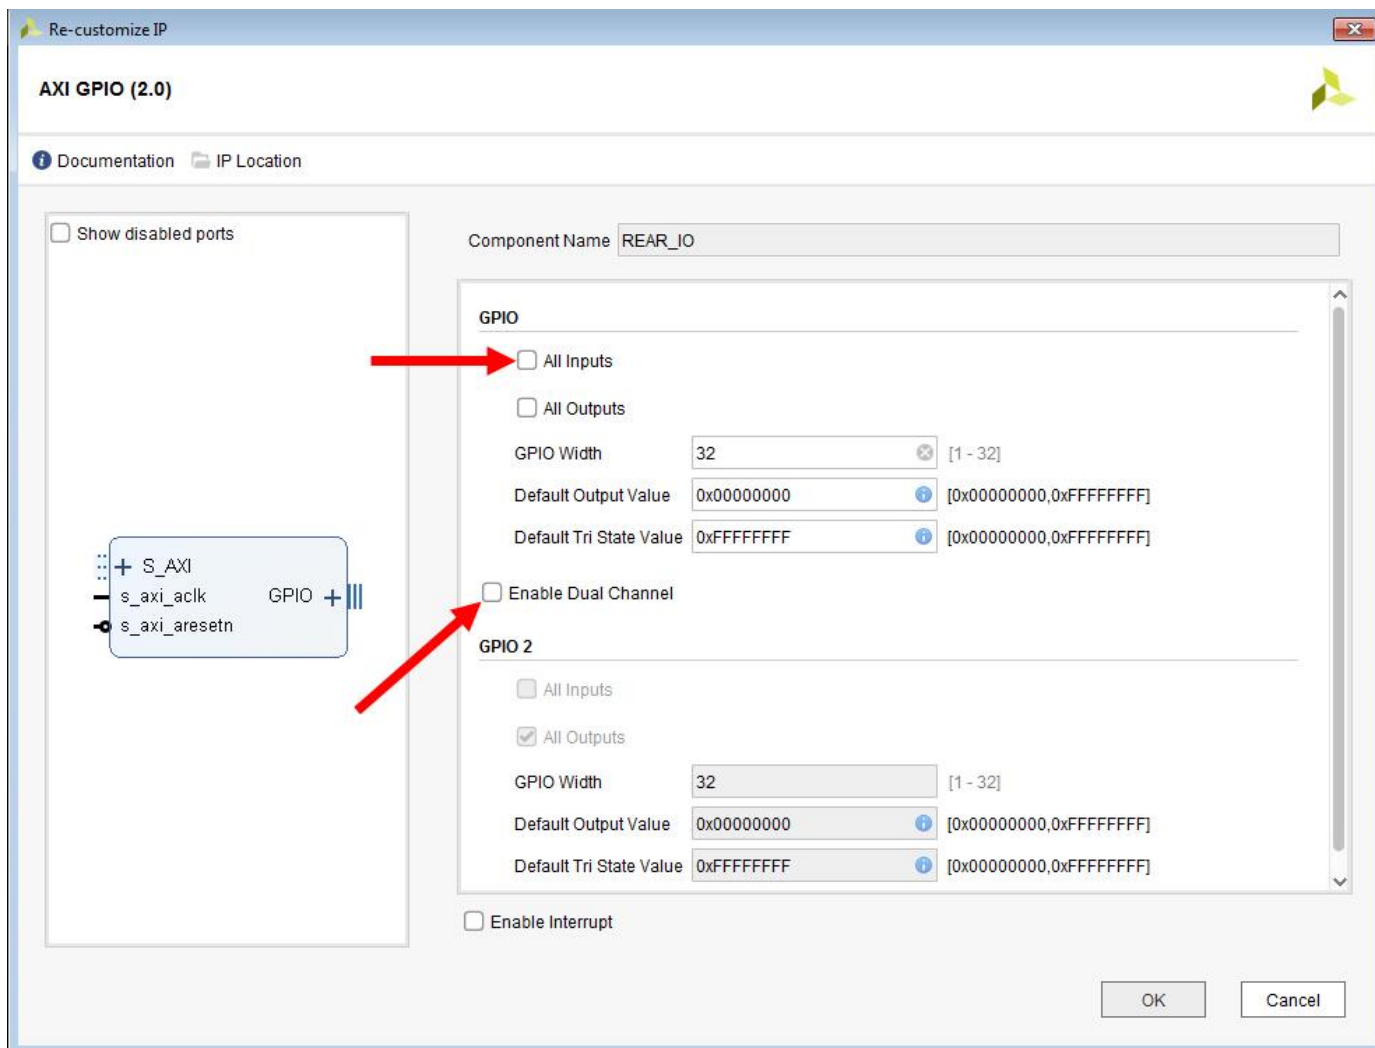 Re-customize IP
AXI GPIO (2.0)
Documentation IP Location
Show disabled ports
S_AXI
s_axi_aclk GPIO
s_axi_aresetn
Component Name REAR_IO
GPIO
All Inputs
All Outputs
GPIO Width 32 [1 - 32]
Default Output Value 0x00000000 [0x00000000,0xFFFFFFFF]
Default Tri State Value 0xFFFFFFFF [0x00000000,0xFFFFFFFF]
Enable Dual Channel
GPIO 2
All Inputs
All Outputs
GPIO Width 32 [1 - 32]
Default Output Value 0x00000000 [0x00000000,0xFFFFFFFF]
Default Tri State Value 0xFFFFFFFF [0x00000000,0xFFFFFFFF]
Enable Interrupt
OK Cancel